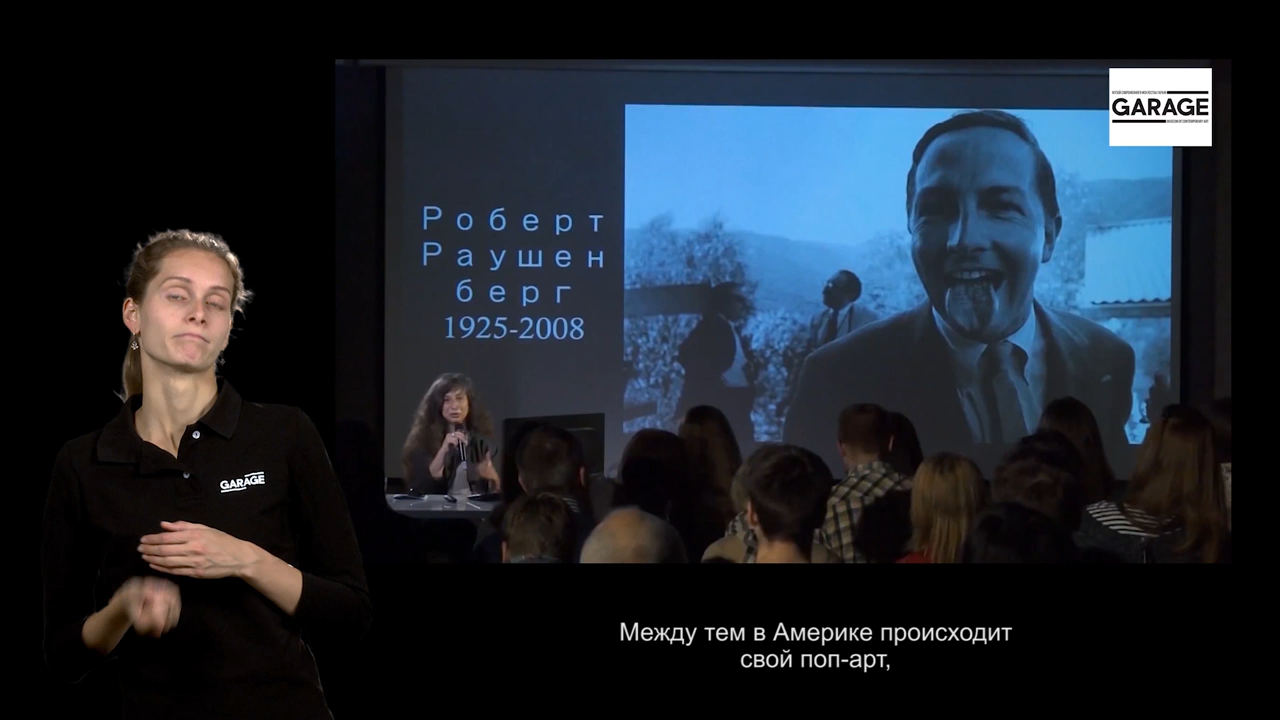 GARAGE
Роберт
Раушен
берг
1925-2008
GARAGE
Между тем в Америке происходит
свой поп-арт,